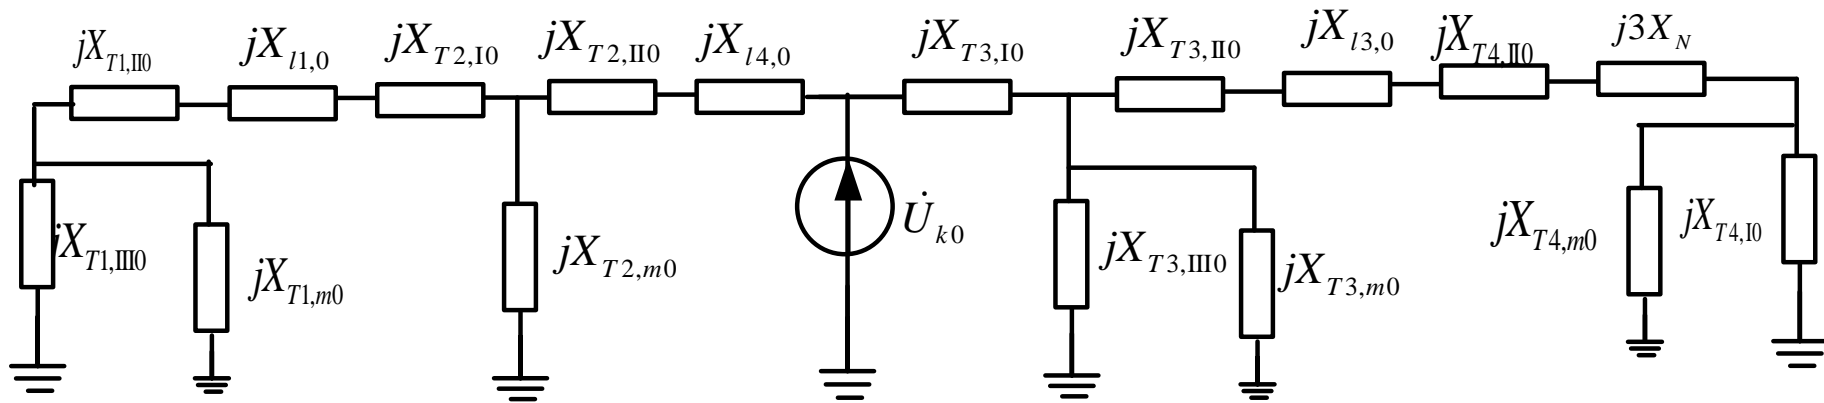 jX_{T1,II0}
jX_{l1,0}
jX_{T2,I0}
jX_{T2,II0}
jX_{l4,0}
jX_{T3,I0}
jX_{T3,II0}
jX_{l3,0}
jX_{T4,II0}
j3X_N
jX_{T1,III0}
jX_{T1,m0}
jX_{T2,m0}
U̇_{k0}
jX_{T3,III0}
jX_{T3,m0}
jX_{T4,m0}
jX_{T4,I0}